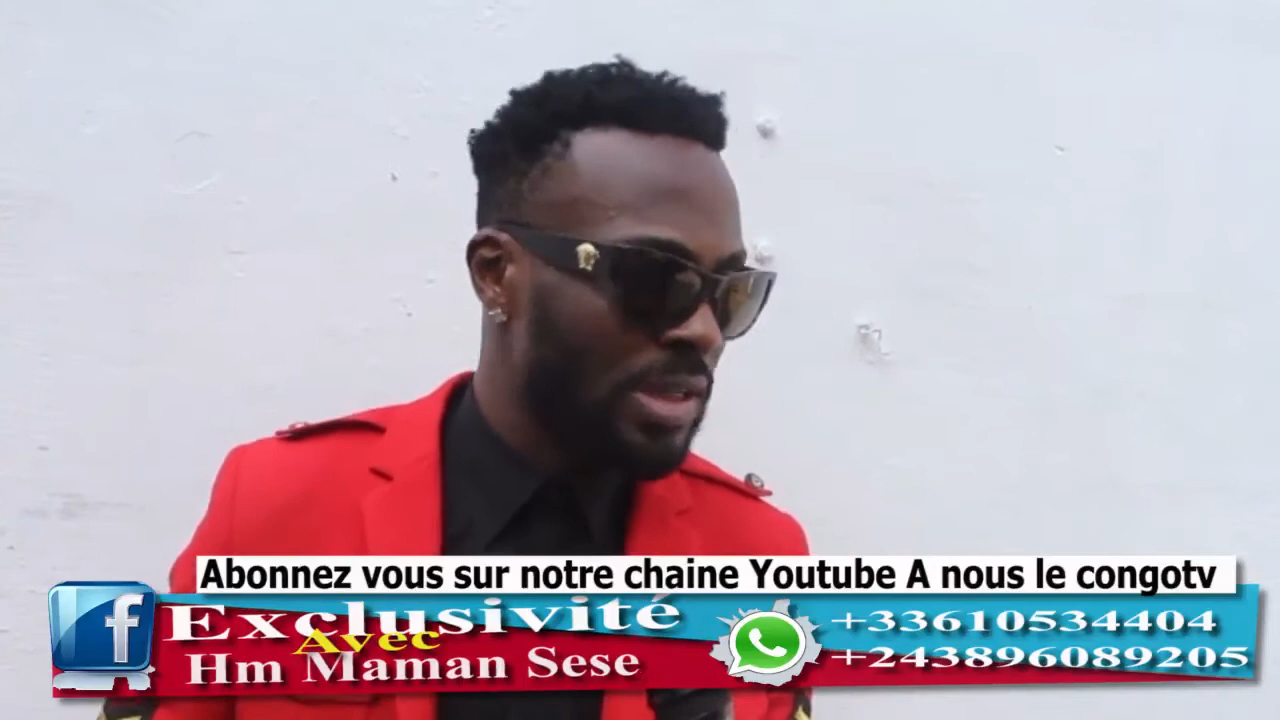 Abonnez vous sur notre chaine Youtube A nous le congotv
f
Exclusivité
Avec
Hm Maman Sese
+33610534404
+243896089205